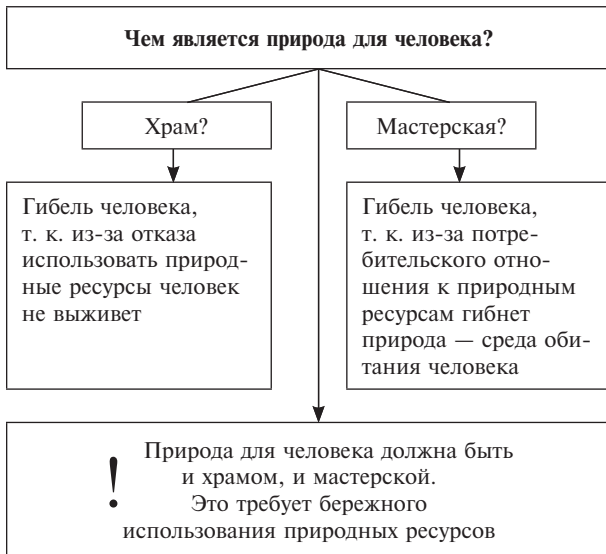 Чем является природа для человека?
Храм?
Мастерская?
Гибель человека,
т. к. из-за отказа
использовать природ-
ные ресурсы человек
не выживет
Гибель человека,
т. к. из-за потре-
бительского отно-
шения к природным
ресурсам гибнет
природа — среда оби-
тания человека
!
Природа для человека должна быть
и храмом, и мастерской.
Это требует бережного
использования природных ресурсов